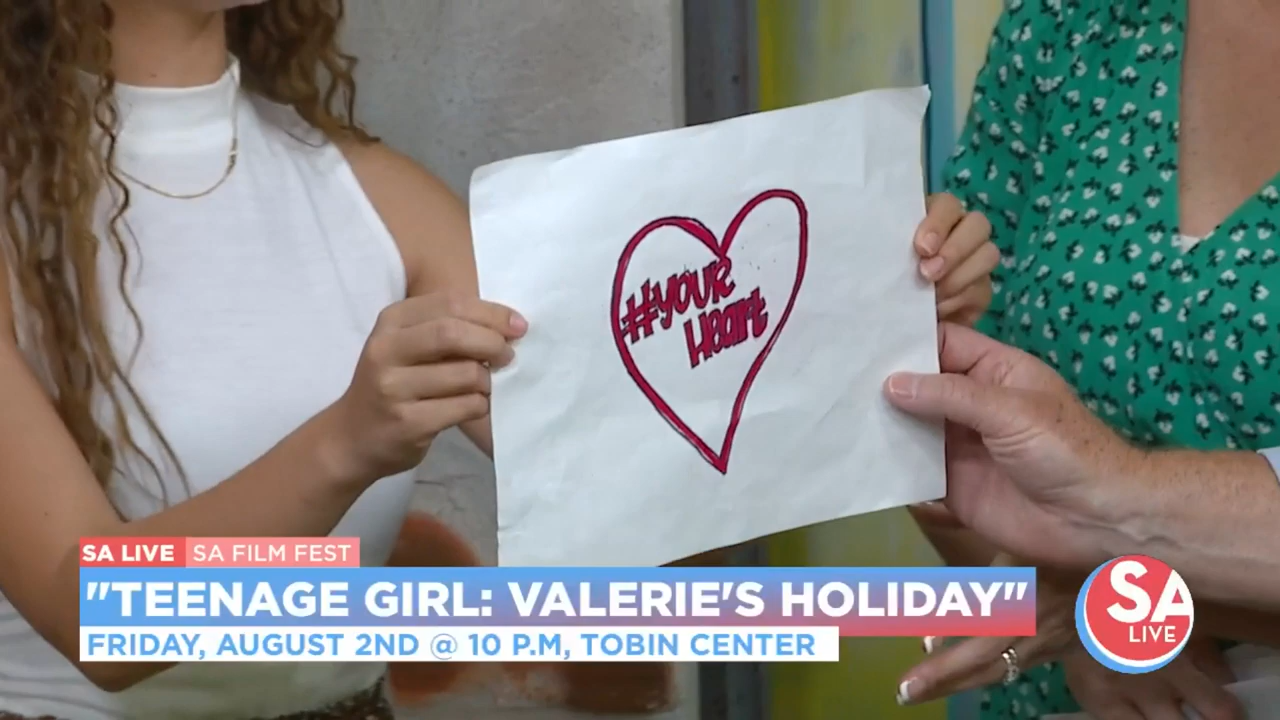 #your
Heart
SA LIVE SA FILM FEST
"TEENAGE GIRL: VALERIE'S HOLIDAY"
FRIDAY, AUGUST 2ND @ 10 P.M, TOBIN CENTER
SA
LIVE